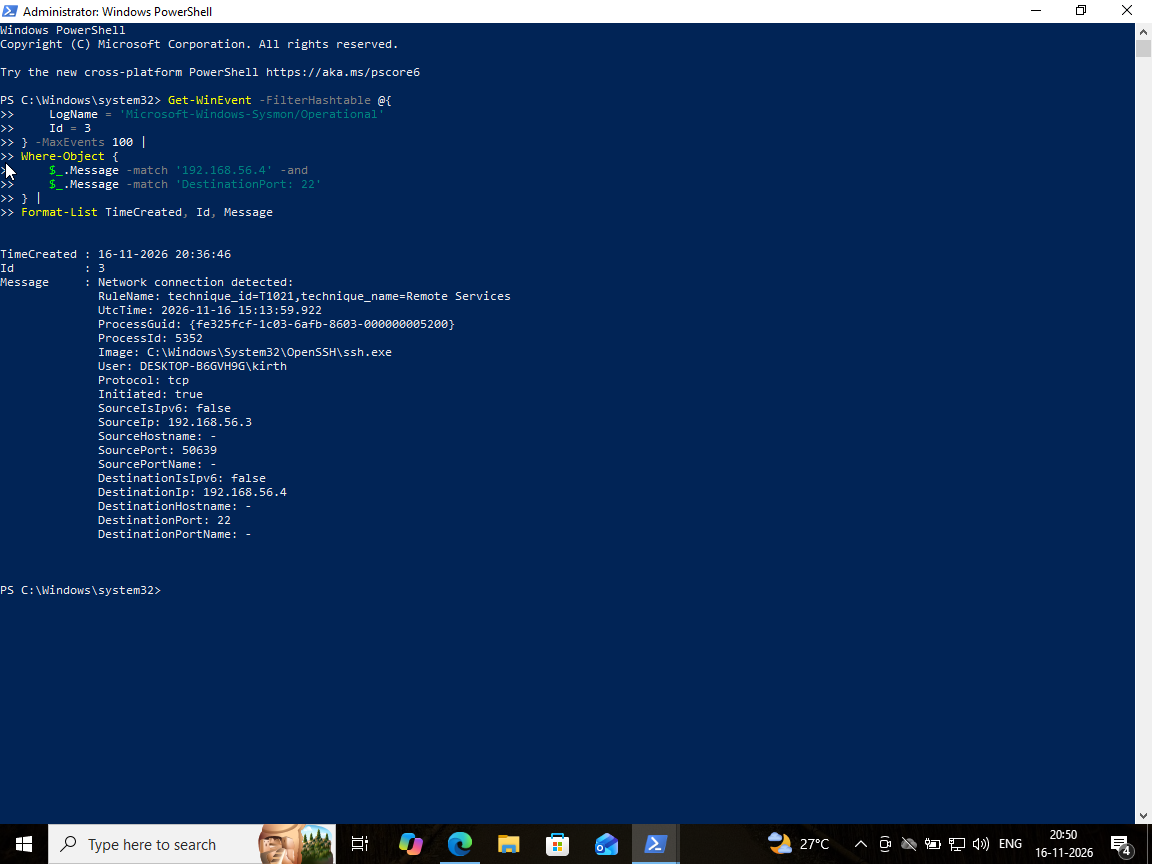 Administrator: Windows PowerShell
Windows PowerShell
Copyright (C) Microsoft Corporation. All rights reserved.
Try the new cross-platform PowerShell https://aka.ms/pscore6
PS C:\Windows\system32> Get-WinEvent -FilterHashtable @{
>>     LogName = 'Microsoft-Windows-Sysmon/Operational'
>>     Id = 3
>> } -MaxEvents 100 |
>> Where-Object {
>>     $_.Message -match '192.168.56.4' -and
>>     $_.Message -match 'DestinationPort: 22'
>> } |
>> Format-List TimeCreated, Id, Message
TimeCreated : 16-11-2026 20:36:46
Id          : 3
Message     : Network connection detected:
              RuleName: technique_id=T1021,technique_name=Remote Services
              UtcTime: 2026-11-16 15:13:59.922
              ProcessGuid: {fe325fcf-1c03-6afb-8603-000000005200}
              ProcessId: 5352
              Image: C:\Windows\System32\OpenSSH\ssh.exe
              User: DESKTOP-B6GVH9G\kirth
              Protocol: tcp
              Initiated: true
              SourceIsIpv6: false
              SourceIp: 192.168.56.3
              SourceHostname: -
              SourcePort: 50639
              SourcePortName: -
              DestinationIsIpv6: false
              DestinationIp: 192.168.56.4
              DestinationHostname: -
              DestinationPort: 22
              DestinationPortName: -
PS C:\Windows\system32>
Type here to search
27°C
ENG
20:50
16-11-2026
4